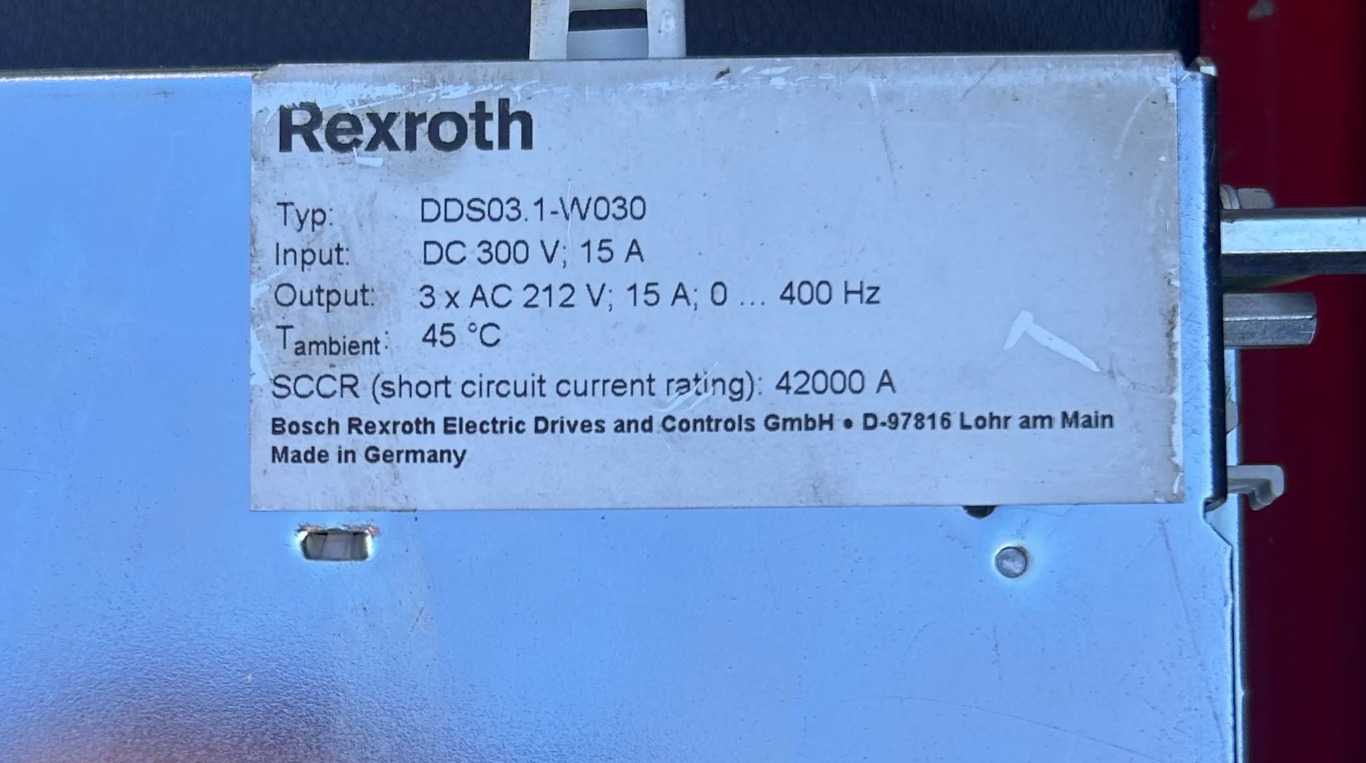 Rexroth
Typ: DDS03.1-W030
Input: DC 300 V; 15 A
Output: 3 x AC 212 V; 15 A; 0 ... 400 Hz
Tambient: 45 °C
SCCR (short circuit current rating): 42000 A
Bosch Rexroth Electric Drives and Controls GmbH • D-97816 Lohr am Main
Made in Germany